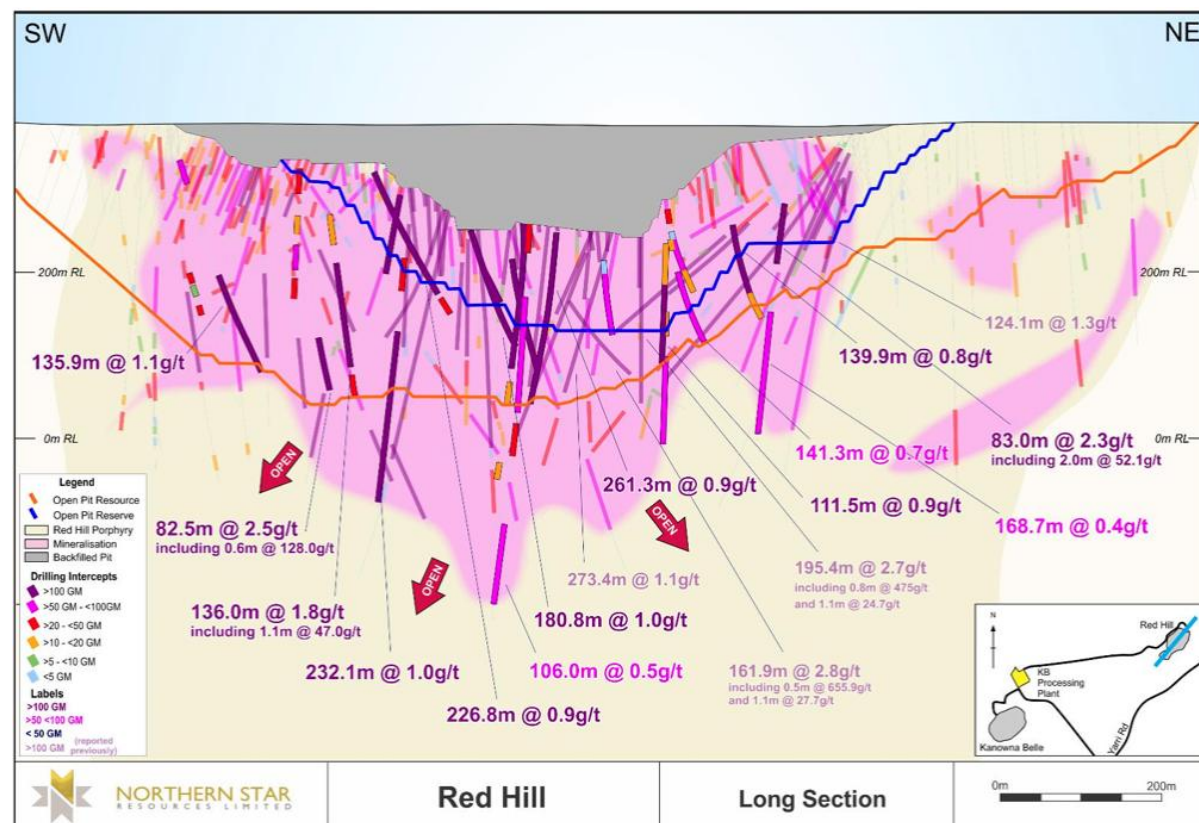 SW
NE
200m RL
200m RL
124.1m @ 1.3g/t
135.9m @ 1.1g/t
139.9m @ 0.8g/t
0m RL
0m RL
83.0m @ 2.3g/t
including 2.0m @ 52.1g/t
141.3m @ 0.7g/t
OPEN
261.3m @ 0.9g/t
111.5m @ 0.9g/t
OPEN
168.7m @ 0.4g/t
82.5m @ 2.5g/t
including 0.6m @ 128.0g/t
195.4m @ 2.7g/t
including 0.8m @ 475g/t
and 1.1m @ 24.7g/t
273.4m @ 1.1g/t
OPEN
136.0m @ 1.8g/t
including 1.1m @ 47.0g/t
180.8m @ 1.0g/t
232.1m @ 1.0g/t
106.0m @ 0.5g/t
161.9m @ 2.8g/t
including 0.5m @ 655.9g/t
and 1.1m @ 27.7g/t
226.8m @ 0.9g/t
Legend
Open Pit Resource
Open Pit Reserve
Red Hill Porphyry
Mineralisation
Backfilled Pit
Drilling Intercepts
>100 GM
>50 GM - <100GM
>20 - <50 GM
>10 - <20 GM
>5 - <10 GM
<5 GM
Labels
>100 GM
>50 <100 GM
< 50 GM
>100 GM (reported previously)
N
Red Hill
KB
Processing
Plant
Kanowna Belle
Yarri Rd
NORTHERN STAR
RESOURCES LIMITED
Red Hill
Long Section
0m
200m